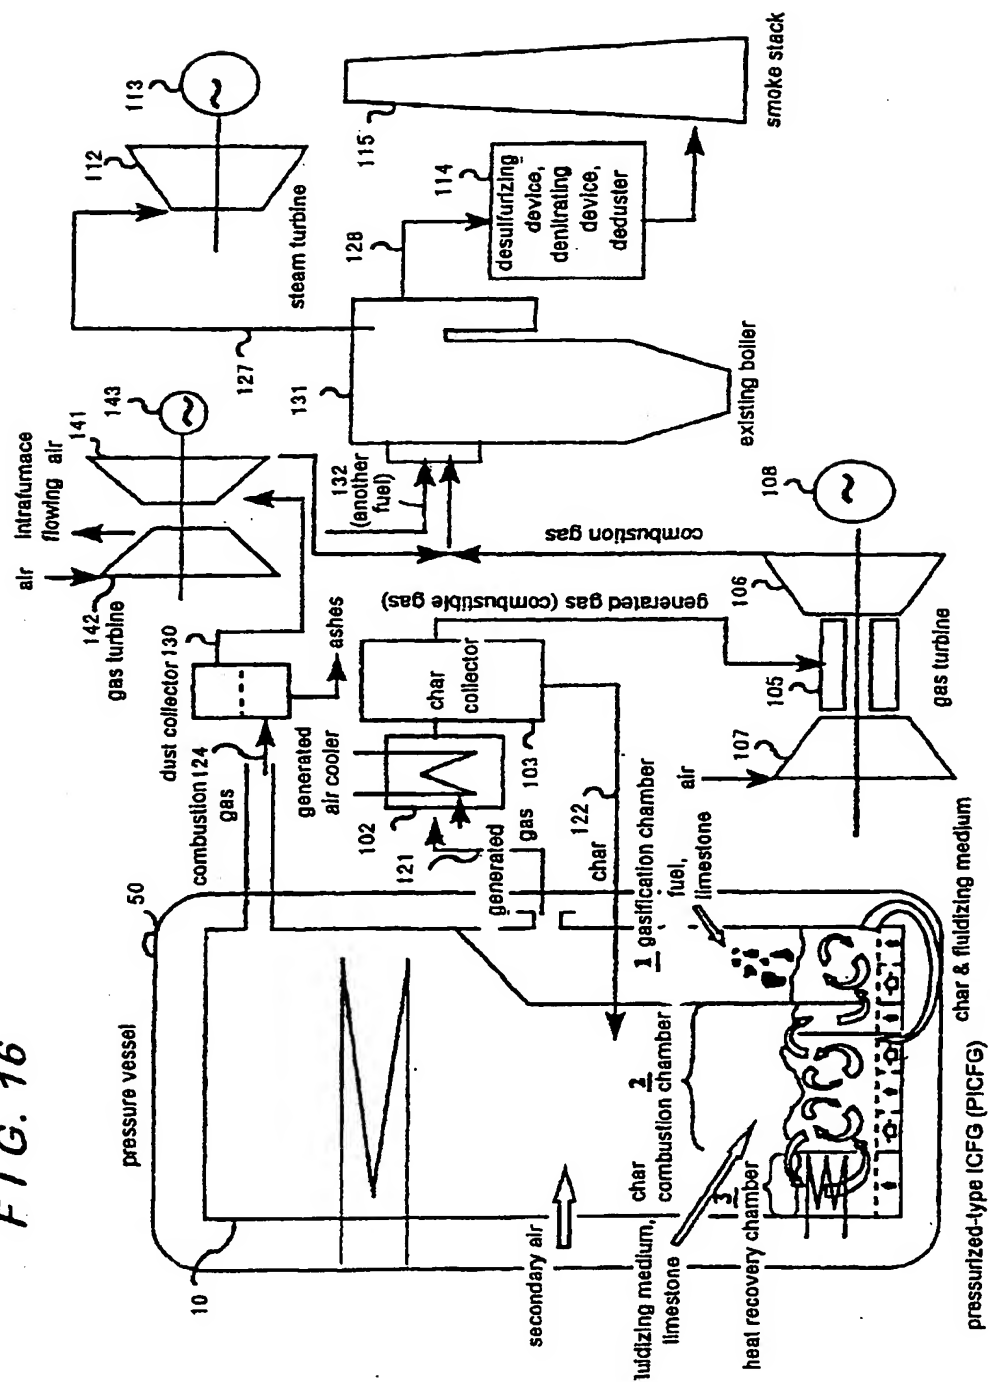 FIG. 16
pressure vessel
50
10
combustion 124
gas
dust collector 130
ashes
air
142
gas turbine
Intrafurnace
flowing air
141
143
127
112
113
steam turbine
115
smoke stack
114
desulfurizing
device,
denitrating
device,
deduster
128
131
existing boiler
132
(another
fuel)
combustion gas
generated gas (combustible gas)
char
collector
generated
air cooler
102
103
121
generated
gas
122
char
1 gasification chamber
fuel,
limestone
air
107
105
106
108
gas turbine
secondary air
char
combustion chamber
2
luidizing medium,
limestone
3
heat recovery chamber
char & fluidizing medium
pressurized-type ICFG (PICFG)